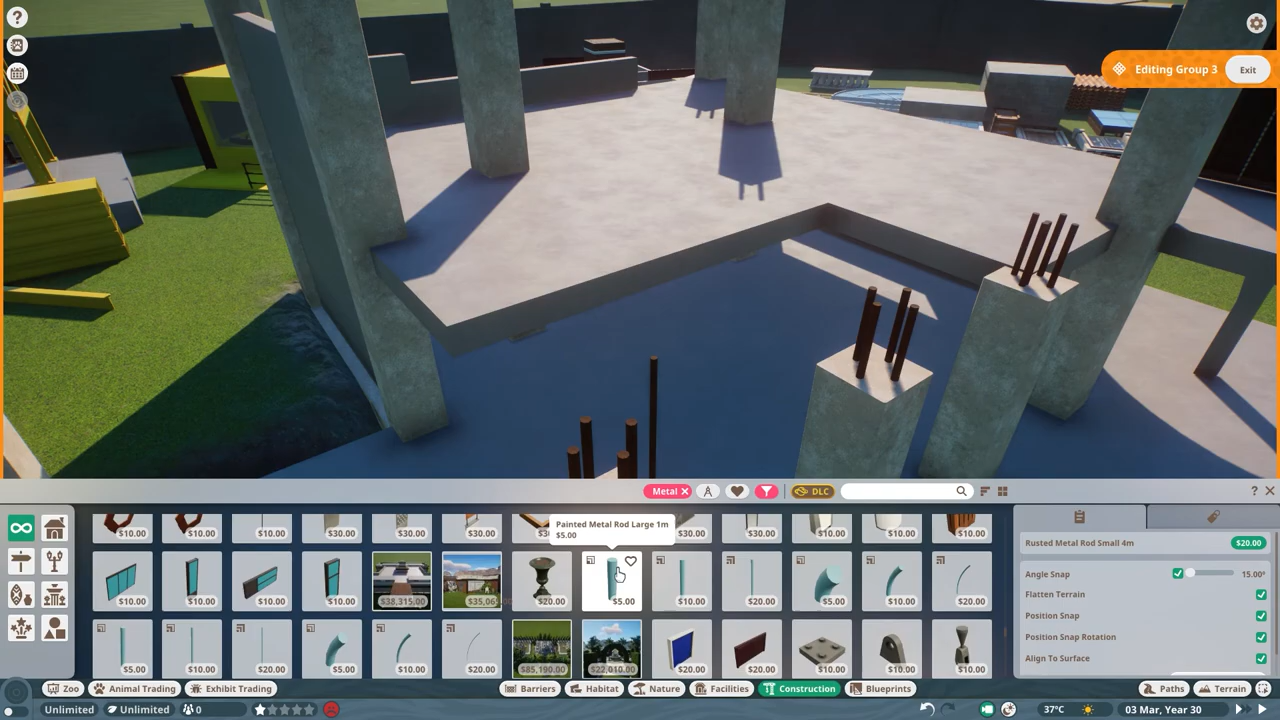 ?
Editing Group 3
Exit
Metal ✕
DLC
?
Painted Metal Rod Large 1m
$5.00
$10.00 $10.00 $10.00 $30.00 $30.00 $30.00 $30.00 $10.00 $10.00 $10.00
$10.00 $10.00 $10.00 $10.00 $38,315.00 $20.00 $5.00 $10.00 $20.00 $5.00 $10.00 $20.00
$5.00 $10.00 $20.00 $5.00 $10.00 $20.00 $85,190.00 $22,010.00 $20.00 $20.00 $10.00 $10.00 $10.00
Rusted Metal Rod Small 4m $20.00
Angle Snap 15.00°
Flatten Terrain
Position Snap
Position Snap Rotation
Align To Surface
Zoo Animal Trading Exhibit Trading Barriers Habitat Nature Facilities Construction Blueprints Paths Terrain
Unlimited Unlimited 0 37°C 03 Mar, Year 30